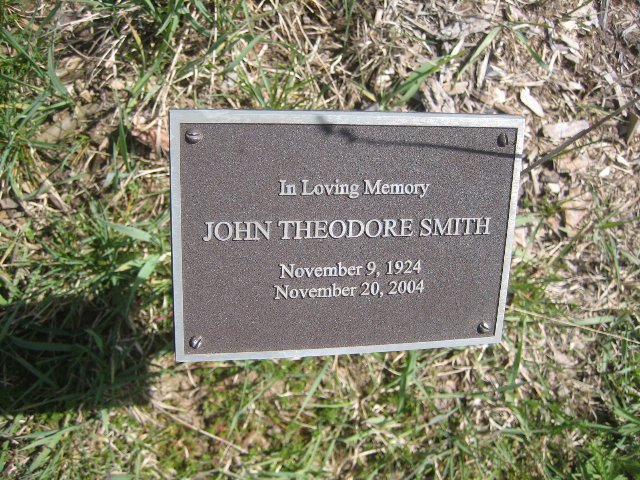 In Loving Memory
JOHN THEODORE SMITH
November 9, 1924
November 20, 2004